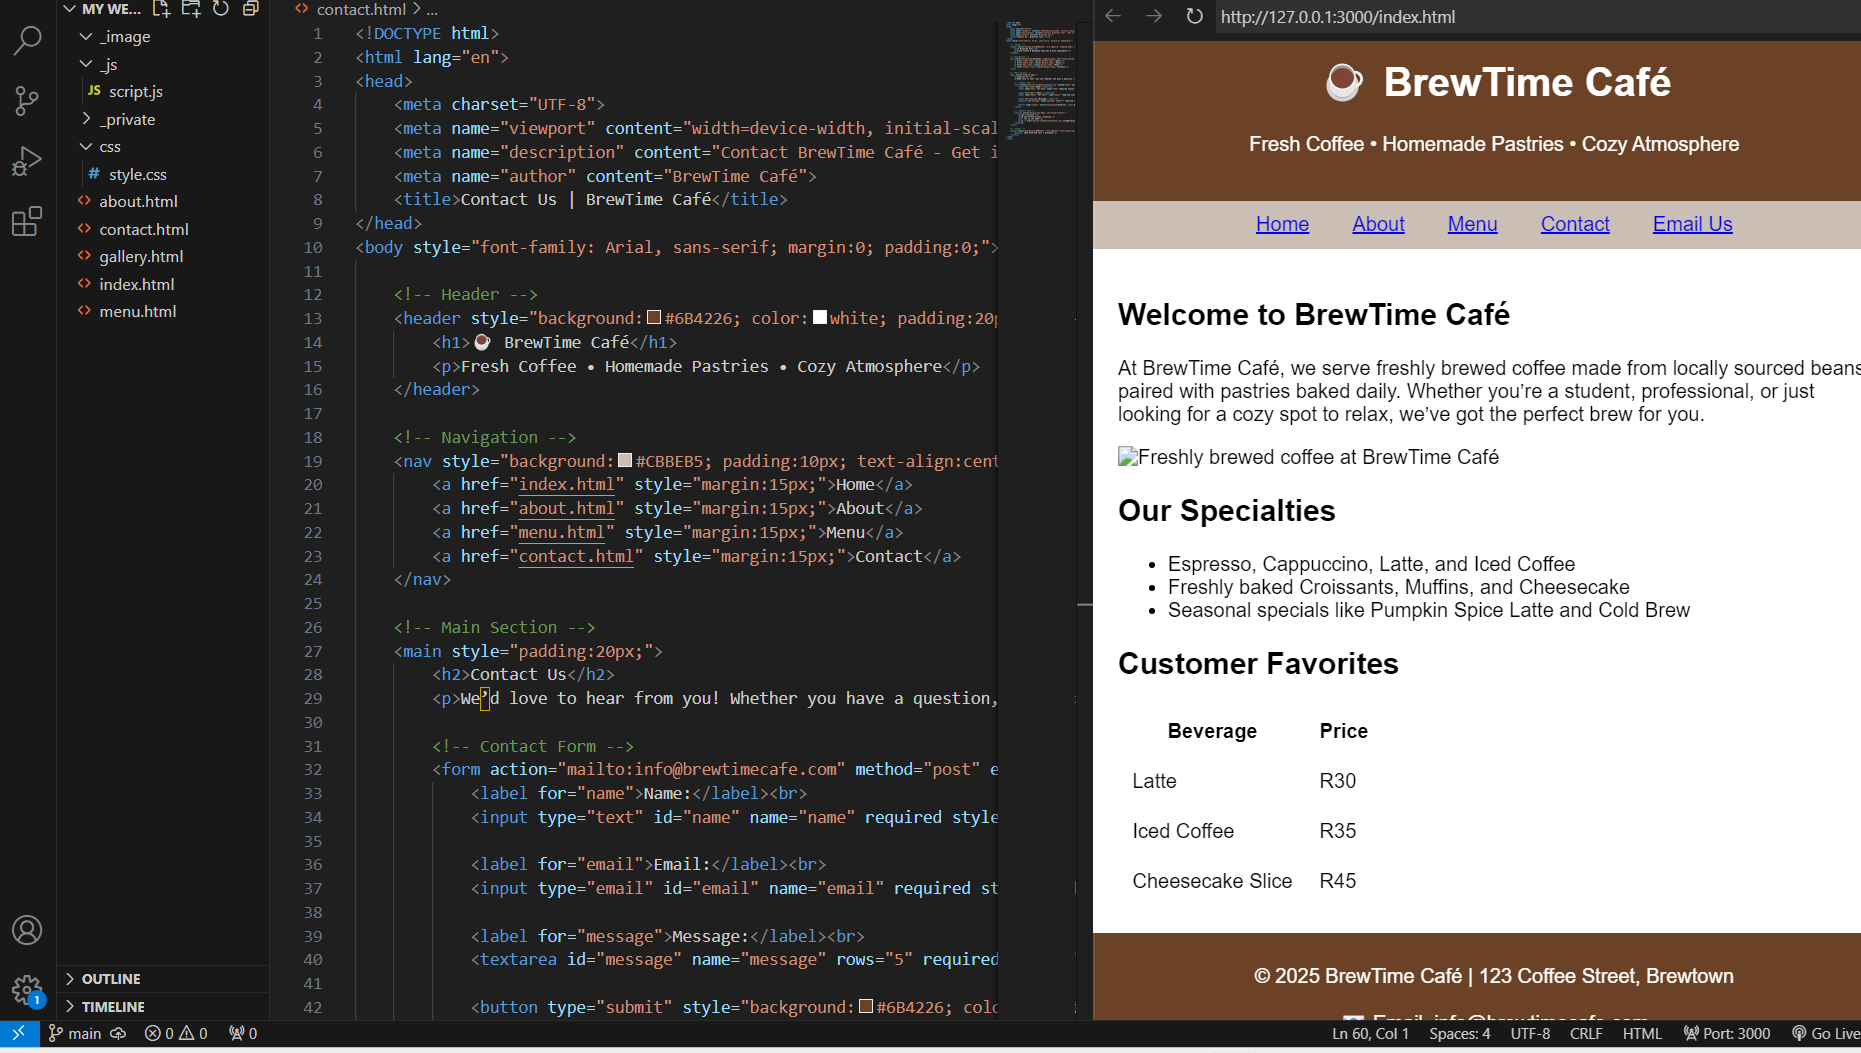 MY WE...
_image
_js
JS script.js
_private
css
# style.css
<> about.html
<> contact.html
<> gallery.html
<> index.html
<> menu.html
OUTLINE
TIMELINE
1
<> contact.html > ...
1 <!DOCTYPE html>
2 <html lang="en">
3 <head>
4 <meta charset="UTF-8">
5 <meta name="viewport" content="width=device-width, initial-scal
6 <meta name="description" content="Contact BrewTime Café - Get i
7 <meta name="author" content="BrewTime Café">
8 <title>Contact Us | BrewTime Café</title>
9 </head>
10 <body style="font-family: Arial, sans-serif; margin:0; padding:0;">
11
12 <!-- Header -->
13 <header style="background:#6B4226; color:white; padding:20p
14 <h1>☕ BrewTime Café</h1>
15 <p>Fresh Coffee • Homemade Pastries • Cozy Atmosphere</p>
16 </header>
17
18 <!-- Navigation -->
19 <nav style="background:#CBBEB5; padding:10px; text-align:cent
20 <a href="index.html" style="margin:15px;">Home</a>
21 <a href="about.html" style="margin:15px;">About</a>
22 <a href="menu.html" style="margin:15px;">Menu</a>
23 <a href="contact.html" style="margin:15px;">Contact</a>
24 </nav>
25
26 <!-- Main Section -->
27 <main style="padding:20px;">
28 <h2>Contact Us</h2>
29 <p>We’d love to hear from you! Whether you have a question,
30
31 <!-- Contact Form -->
32 <form action="mailto:info@brewtimecafe.com" method="post" e
33 <label for="name">Name:</label><br>
34 <input type="text" id="name" name="name" required style
35
36 <label for="email">Email:</label><br>
37 <input type="email" id="email" name="email" required st
38
39 <label for="message">Message:</label><br>
40 <textarea id="message" name="message" rows="5" required
41
42 <button type="submit" style="background:#6B4226; colo
http://127.0.0.1:3000/index.html
☕ BrewTime Café
Fresh Coffee • Homemade Pastries • Cozy Atmosphere
Home About Menu Contact Email Us
Welcome to BrewTime Café
At BrewTime Café, we serve freshly brewed coffee made from locally sourced beans
paired with pastries baked daily. Whether you’re a student, professional, or just
looking for a cozy spot to relax, we’ve got the perfect brew for you.
Freshly brewed coffee at BrewTime Café
Our Specialties
• Espresso, Cappuccino, Latte, and Iced Coffee
• Freshly baked Croissants, Muffins, and Cheesecake
• Seasonal specials like Pumpkin Spice Latte and Cold Brew
Customer Favorites
Beverage Price
Latte R30
Iced Coffee R35
Cheesecake Slice R45
© 2025 BrewTime Café | 123 Coffee Street, Brewtown
Email: info@brewtimecafe.com
main 0 0 0 Ln 60, Col 1 Spaces: 4 UTF-8 CRLF HTML Port: 3000 Go Live